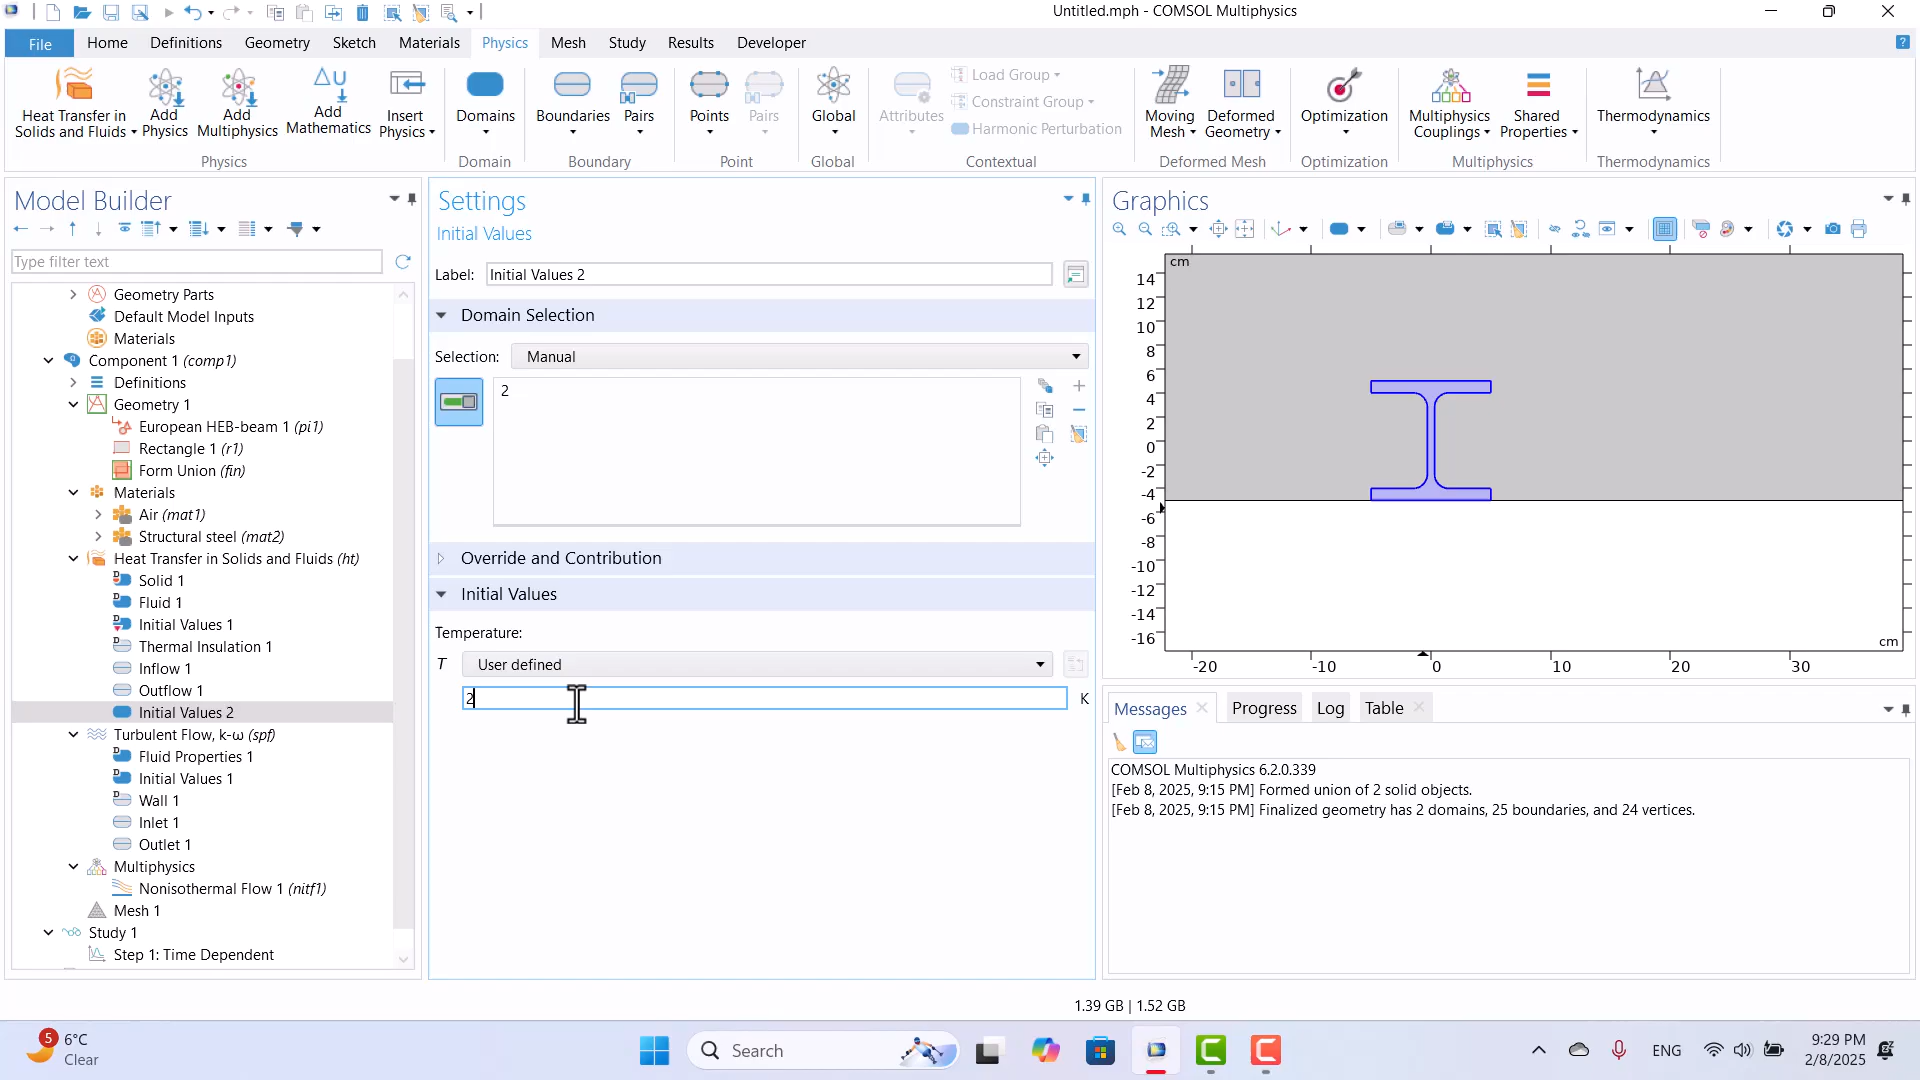 Untitled.mph - COMSOL Multiphysics
File
Home
Definitions
Geometry
Sketch
Materials
Physics
Mesh
Study
Results
Developer
Heat Transfer in
Solids and Fluids
Add
Physics
Add
Multiphysics
Add
Mathematics
Insert
Physics
Physics
Domains
Domain
Boundaries
Pairs
Boundary
Points
Pairs
Point
Global
Global
Attributes
Load Group
Constraint Group
Harmonic Perturbation
Contextual
Moving
Mesh
Deformed
Geometry
Deformed Mesh
Optimization
Optimization
Multiphysics
Couplings
Shared
Properties
Multiphysics
Thermodynamics
Thermodynamics
Model Builder
Type filter text
Geometry Parts
Default Model Inputs
Materials
Component 1 (comp1)
Definitions
Geometry 1
European HEB-beam 1 (pi1)
Rectangle 1 (r1)
Form Union (fin)
Materials
Air (mat1)
Structural steel (mat2)
Heat Transfer in Solids and Fluids (ht)
Solid 1
Fluid 1
Initial Values 1
Thermal Insulation 1
Inflow 1
Outflow 1
Initial Values 2
Turbulent Flow, k-ω (spf)
Fluid Properties 1
Initial Values 1
Wall 1
Inlet 1
Outlet 1
Multiphysics
Nonisothermal Flow 1 (nitf1)
Mesh 1
Study 1
Step 1: Time Dependent
Settings
Initial Values
Label:
Initial Values 2
Domain Selection
Selection:
Manual
2
Override and Contribution
Initial Values
Temperature:
T
User defined
2
K
Graphics
cm
14
12
10
8
6
4
2
0
-2
-4
-6
-8
-10
-12
-14
-16
cm
-20
-10
0
10
20
30
Messages
Progress
Log
Table
COMSOL Multiphysics 6.2.0.339
[Feb 8, 2025, 9:15 PM] Formed union of 2 solid objects.
[Feb 8, 2025, 9:15 PM] Finalized geometry has 2 domains, 25 boundaries, and 24 vertices.
1.39 GB | 1.52 GB
5
6°C
Clear
Search
ENG
9:29 PM
2/8/2025